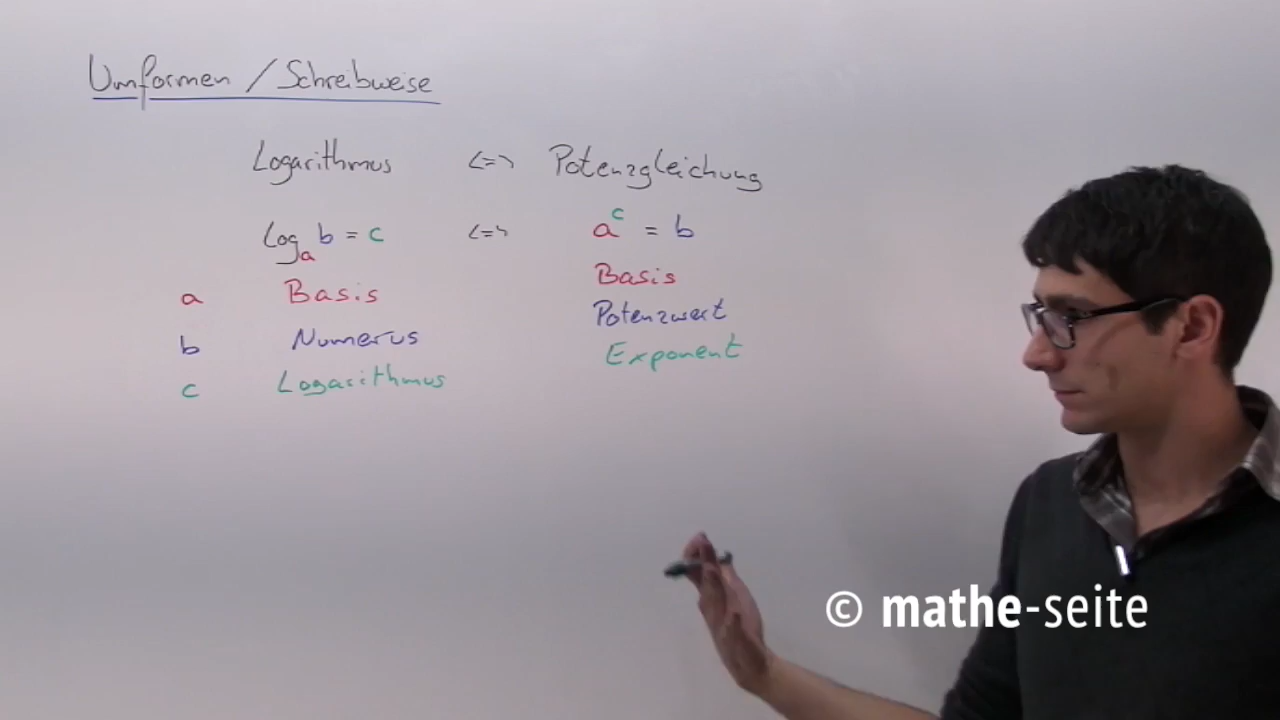 Umformen / Schreibweise
Logarithmus <=> Potenzgleichung
Log_a b = c <=> a^c = b
a Basis Basis
b Numerus Potenzwert
c Logarithmus Exponent
© mathe-seite